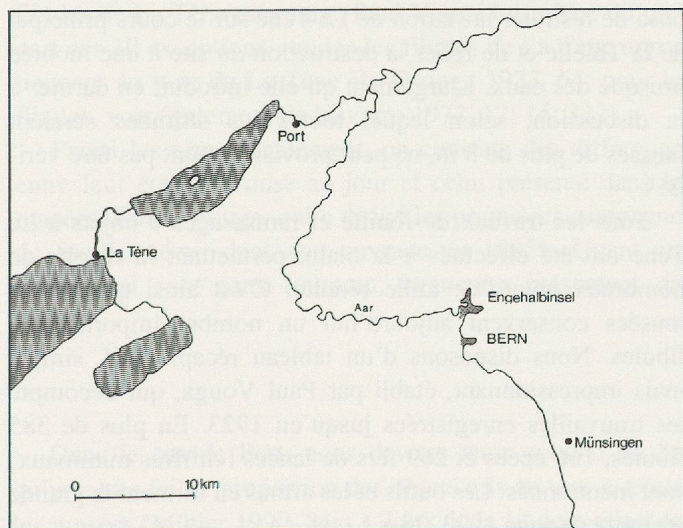 Port
La Tène
Aar
Engehalbinsel
BERN
Münsingen
0 10 km